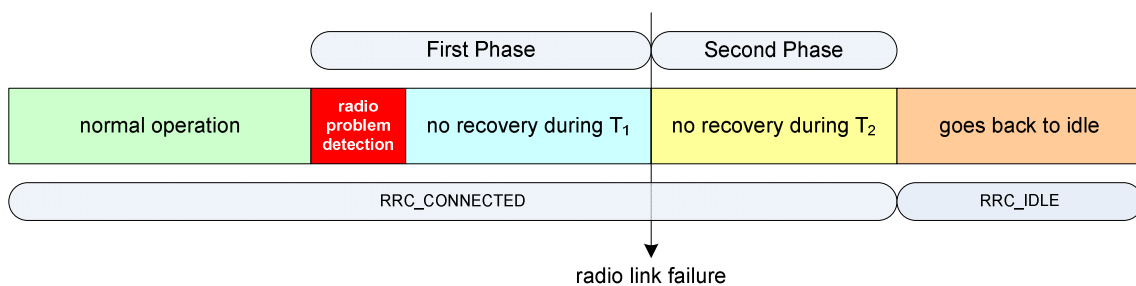 First Phase
Second Phase
normal operation
radio
problem
detection
no recovery during T₁
no recovery during T₂
goes back to idle
RRC_CONNECTED
RRC_IDLE
radio link failure